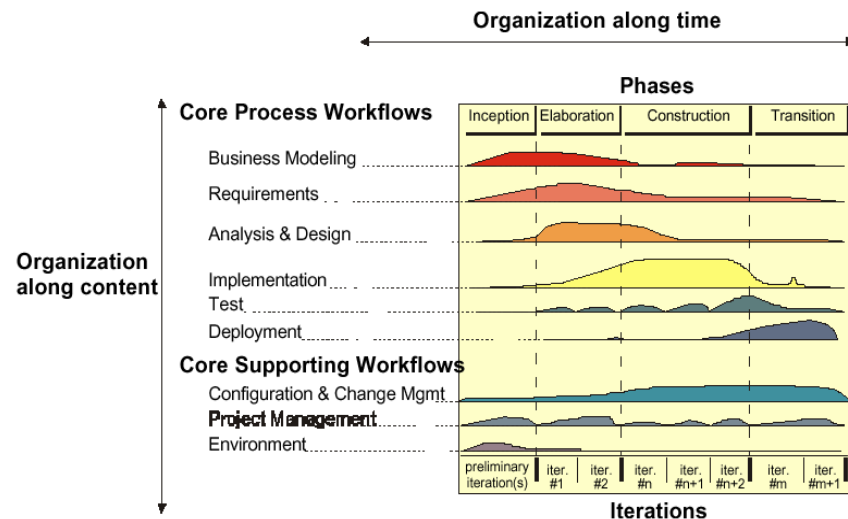 Organization along time
Phases
Core Process Workflows
Inception
Elaboration
Construction
Transition
Business Modeling
Requirements
Analysis & Design
Organization
along content
Implementation
Test
Deployment
Core Supporting Workflows
Configuration & Change Mgmt
Project Management
Environment
preliminary
iteration(s)
iter.
#1
iter.
#2
iter.
#n
iter.
#n+1
iter.
#n+2
iter.
#m
iter.
#m+1
Iterations